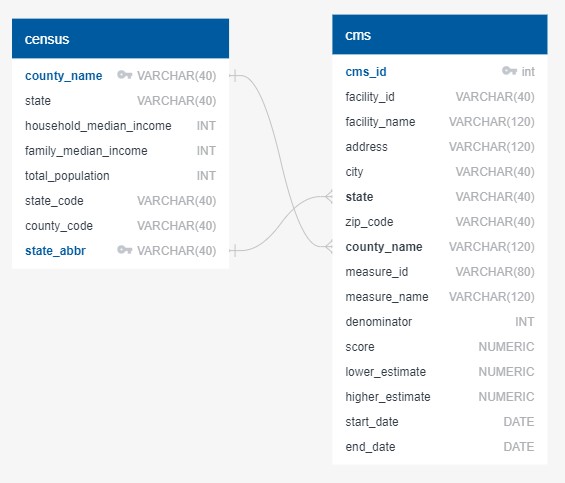 census
county_name VARCHAR(40)
state VARCHAR(40)
household_median_income INT
family_median_income INT
total_population INT
state_code VARCHAR(40)
county_code VARCHAR(40)
state_abbr VARCHAR(40)
cms
cms_id int
facility_id VARCHAR(40)
facility_name VARCHAR(120)
address VARCHAR(120)
city VARCHAR(40)
state VARCHAR(40)
zip_code VARCHAR(40)
county_name VARCHAR(120)
measure_id VARCHAR(80)
measure_name VARCHAR(120)
denominator INT
score NUMERIC
lower_estimate NUMERIC
higher_estimate NUMERIC
start_date DATE
end_date DATE